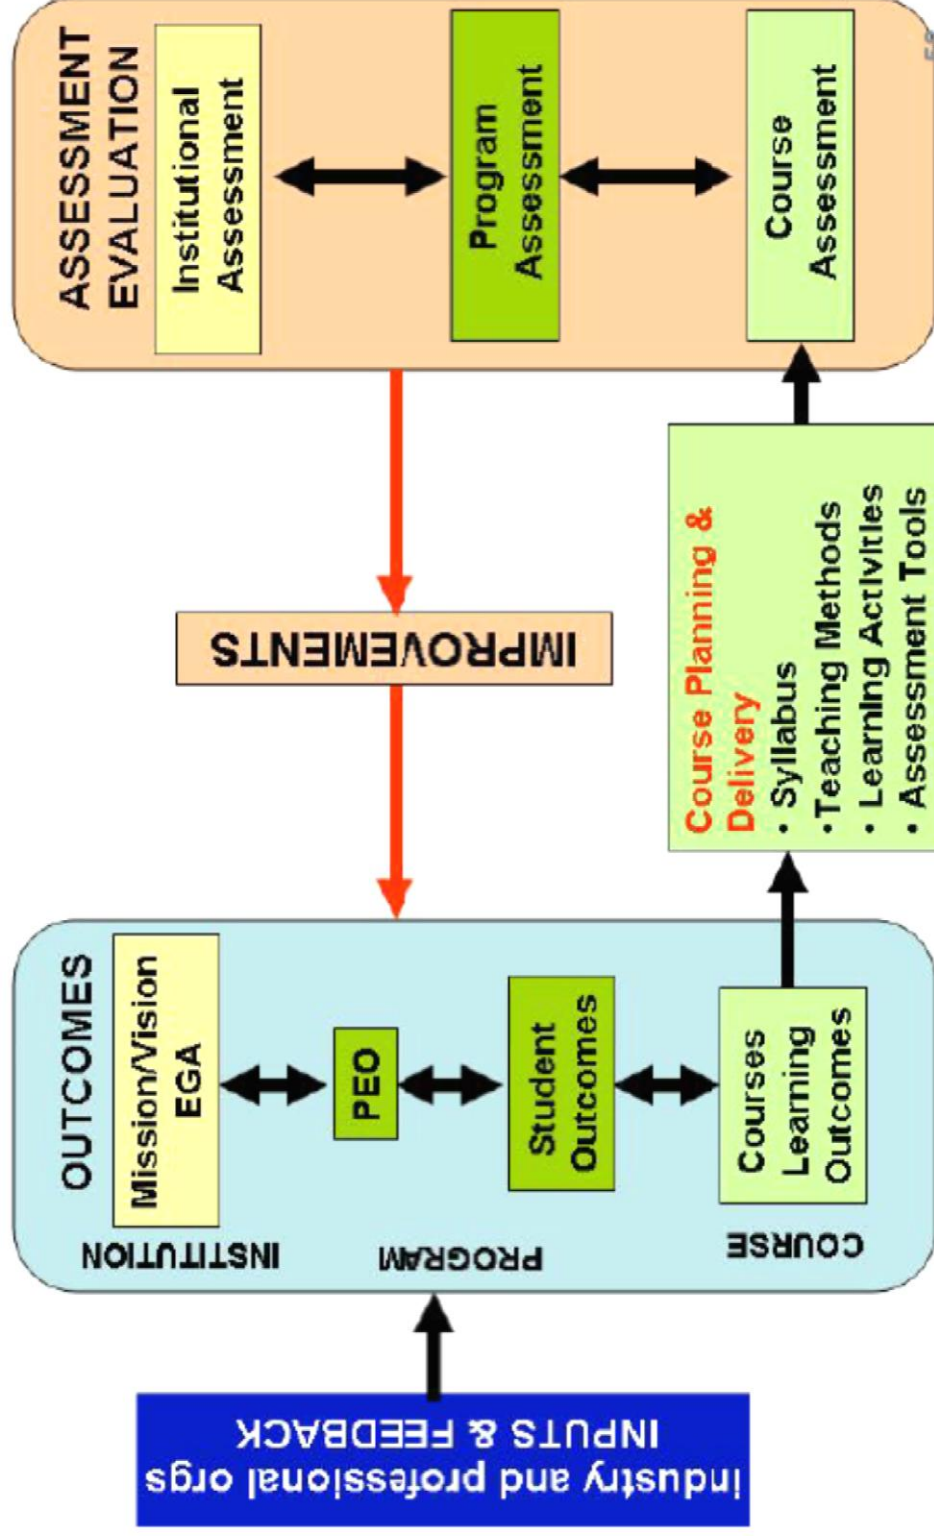 industry and professional orgs
INPUTS & FEEDBACK
OUTCOMES
INSTITUTION
Mission/Vision
EGA
PROGRAM
PEO
Student
Outcomes
COURSE
Courses
Learning
Outcomes
Course Planning &
Delivery
• Syllabus
• Teaching Methods
• Learning Activities
• Assessment Tools
IMPROVEMENTS
ASSESSMENT
EVALUATION
Institutional
Assessment
Program
Assessment
Course
Assessment